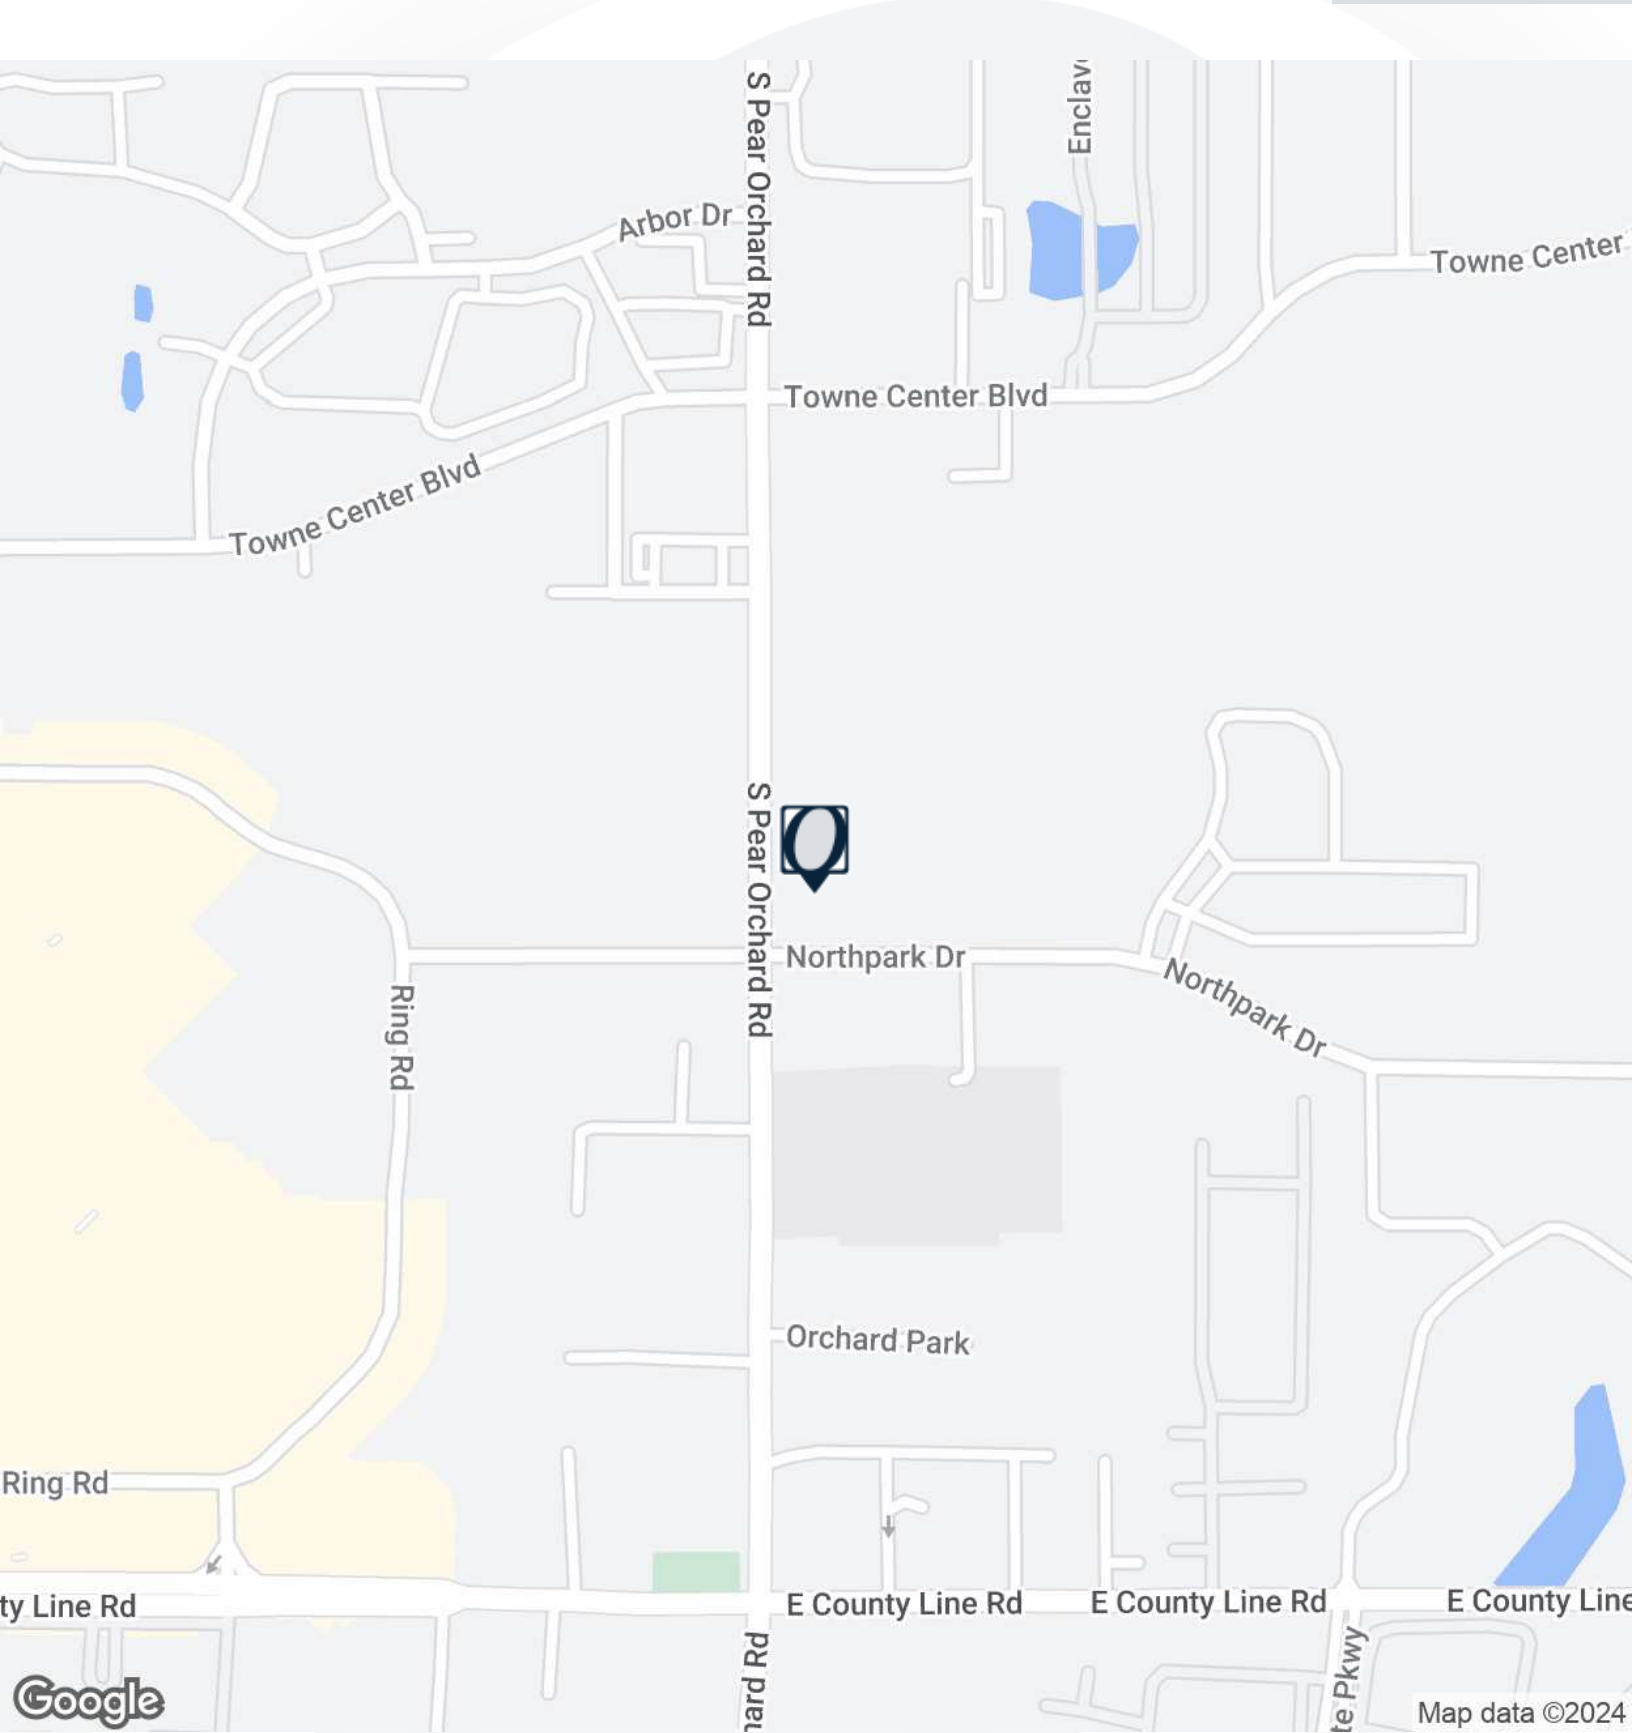 S Pear Orchard Rd
Enclav
Arbor Dr
Towne Center
Towne Center Blvd
Towne Center Blvd
S Pear Orchard Rd
Northpark Dr
Northpark Dr
Ring Rd
Orchard Park
Ring Rd
ty Line Rd
E County Line Rd
E County Line Rd
E County Line
hard Rd
te Pkwy
Google
Map data ©2024